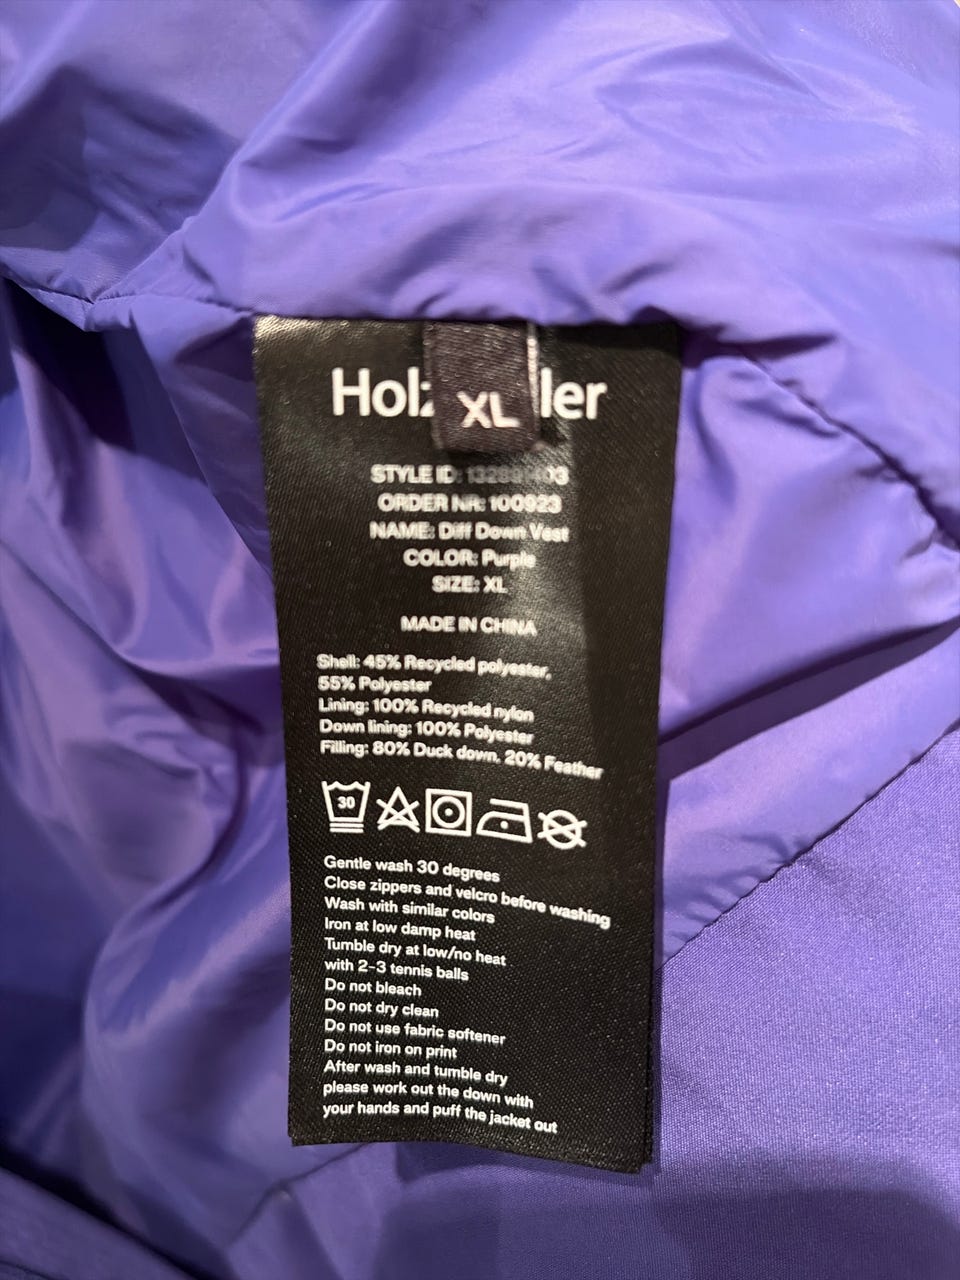 Holz ler
XL
STYLE ID:
ORDER NR: 100923
NAME: Diff Down Vest
COLOR: Purple
SIZE: XL
MADE IN CHINA
Shell: 45% Recycled polyester,
55% Polyester
Lining: 100% Recycled nylon
Down lining: 100% Polyester
Filling: 80% Duck down, 20% Feather
30
Gentle wash 30 degrees
Close zippers and velcro before washing
Wash with similar colors
Iron at low damp heat
Tumble dry at low/no heat
with 2-3 tennis balls
Do not bleach
Do not dry clean
Do not use fabric softener
Do not iron on print
After wash and tumble dry
please work out the down with
your hands and puff the jacket out